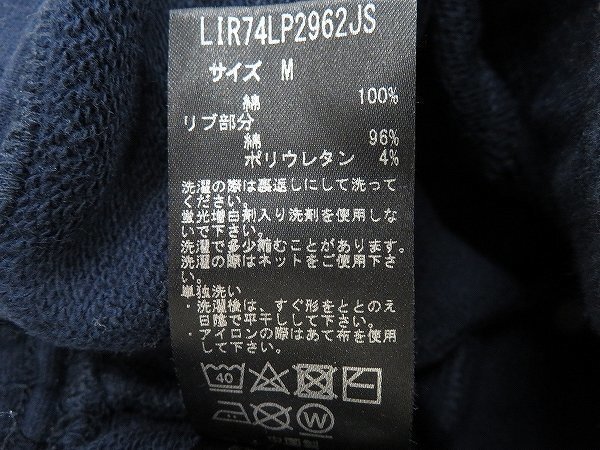 LIR74LP2962JS
サイズ M
綿 100%
リブ部分
綿 96%
ポリウレタン 4%
洗濯の際は裏返しにして洗って
ください。
蛍光増白剤入り洗剤を使用しな
いで下さい。
洗濯で多少縮むことがあります。
洗濯の際はネットをご使用下さ
い。
単独洗い
・洗濯後は、すぐ形をととのえ
日陰で平干しして下さい。
・アイロンの際はあて布を使用
して下さい。
40
W